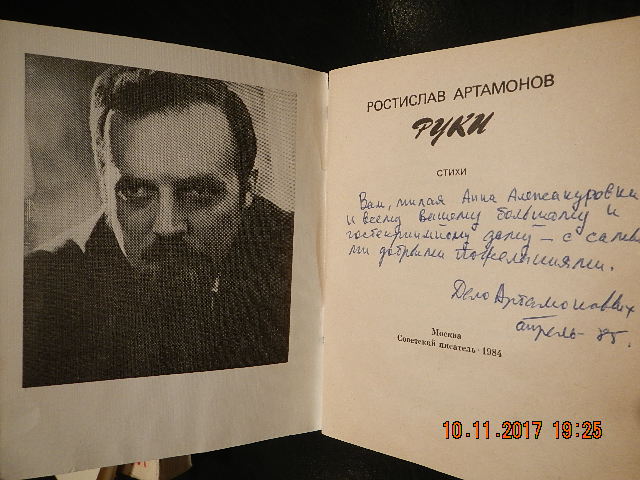 РОСТИСЛАВ АРТАМОНОВ
РУКИ
СТИХИ
Вам, милая Анна Александровна
и всему вашему большому и
гостеприимному дому – с самы
ми добрыми пожеланиями.
апрель 85.
Москва
Советский писатель · 1984
10.11.2017 19:25